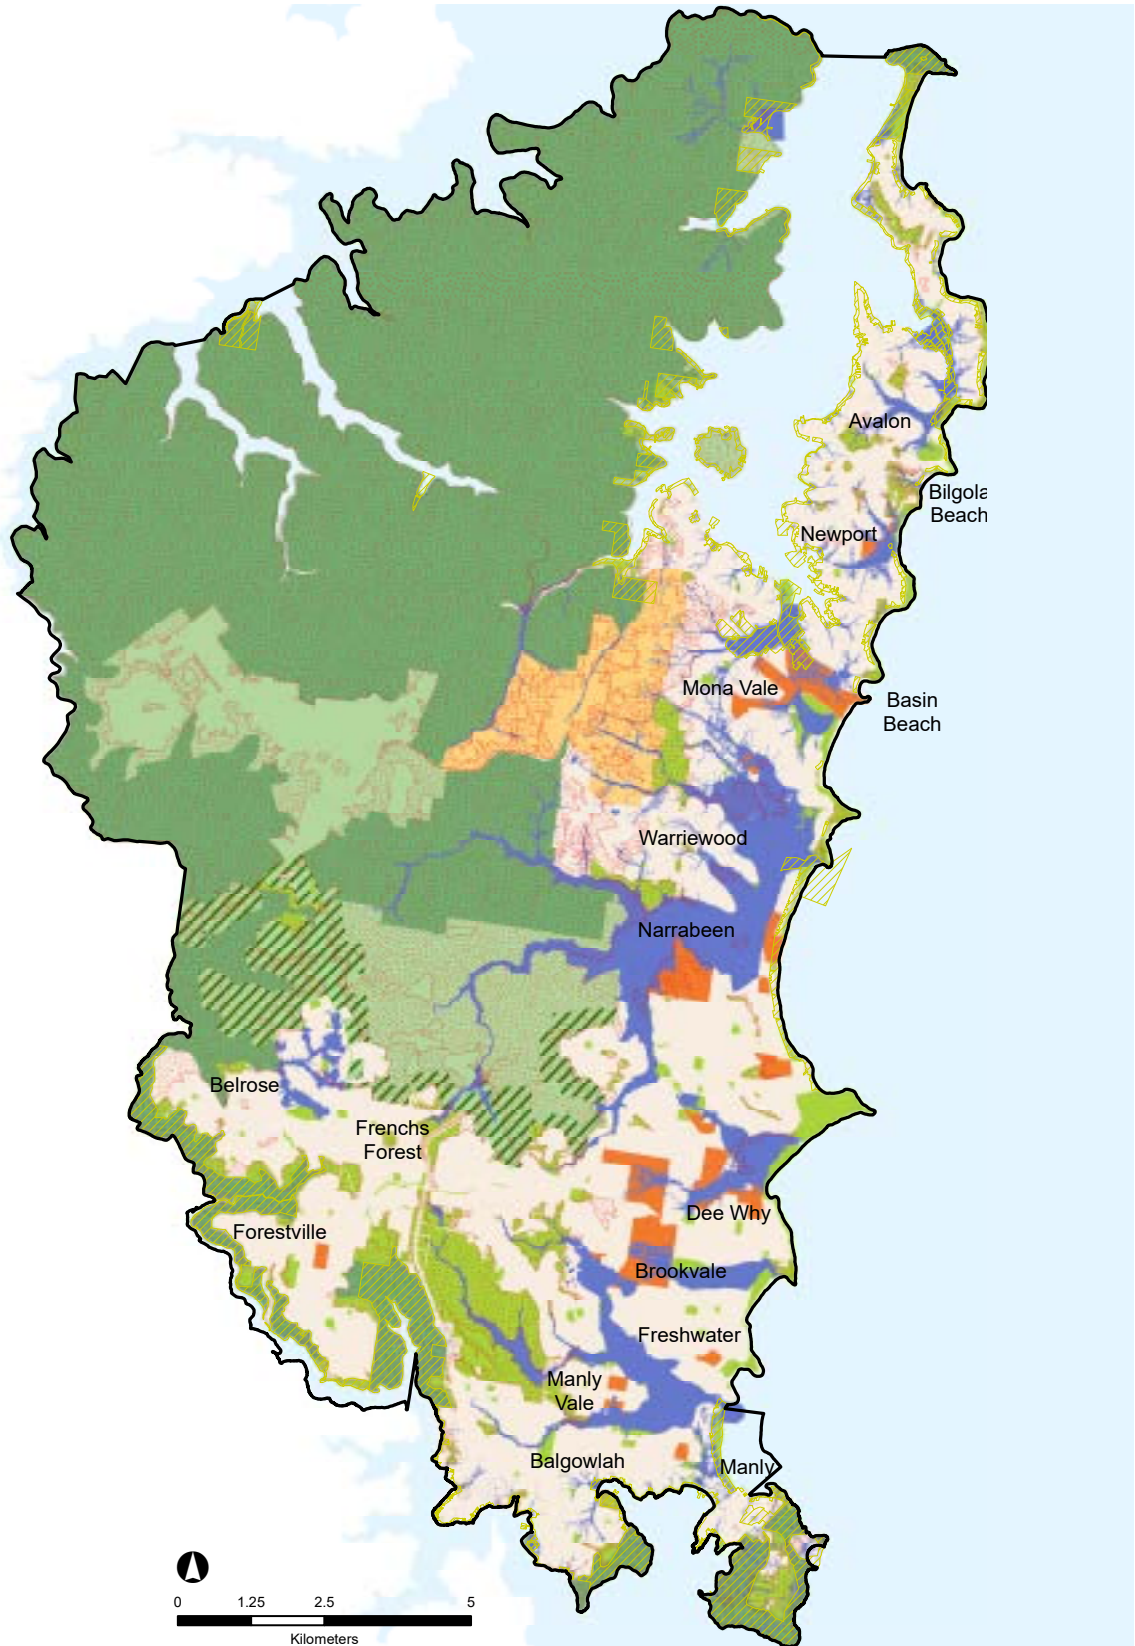 Avalon
Bilgola
Beach
Newport
Mona Vale
Basin
Beach
Warriewood
Narrabeen
Belrose
Frenchs
Forest
Dee Why
Forestville
Brookvale
Freshwater
Manly
Vale
Balgowlah
Manly
0 1.25 2.5 5
Kilometers